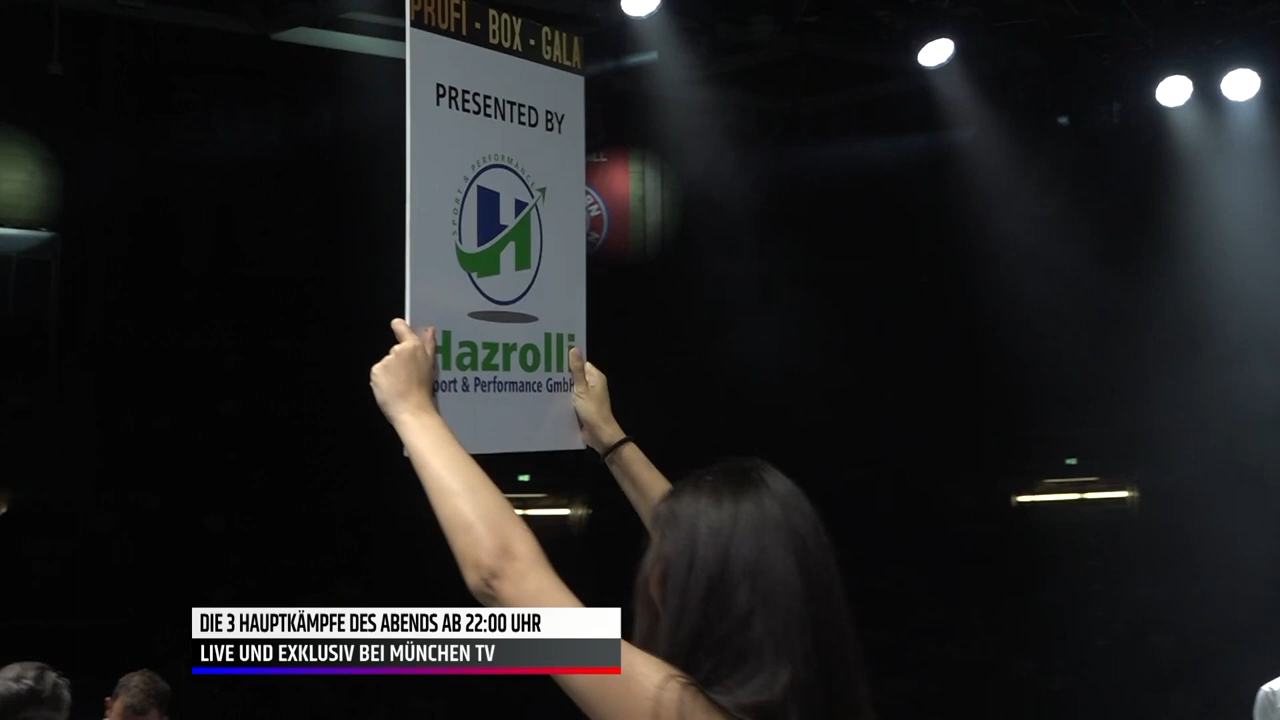 PROFI - BOX - GALA
PRESENTED BY
SPORT & PERFORMANCE
Hazrolli
port & Performance GmbH
DIE 3 HAUPTKÄMPFE DES ABENDS AB 22:00 UHR
LIVE UND EXKLUSIV BEI MÜNCHEN TV